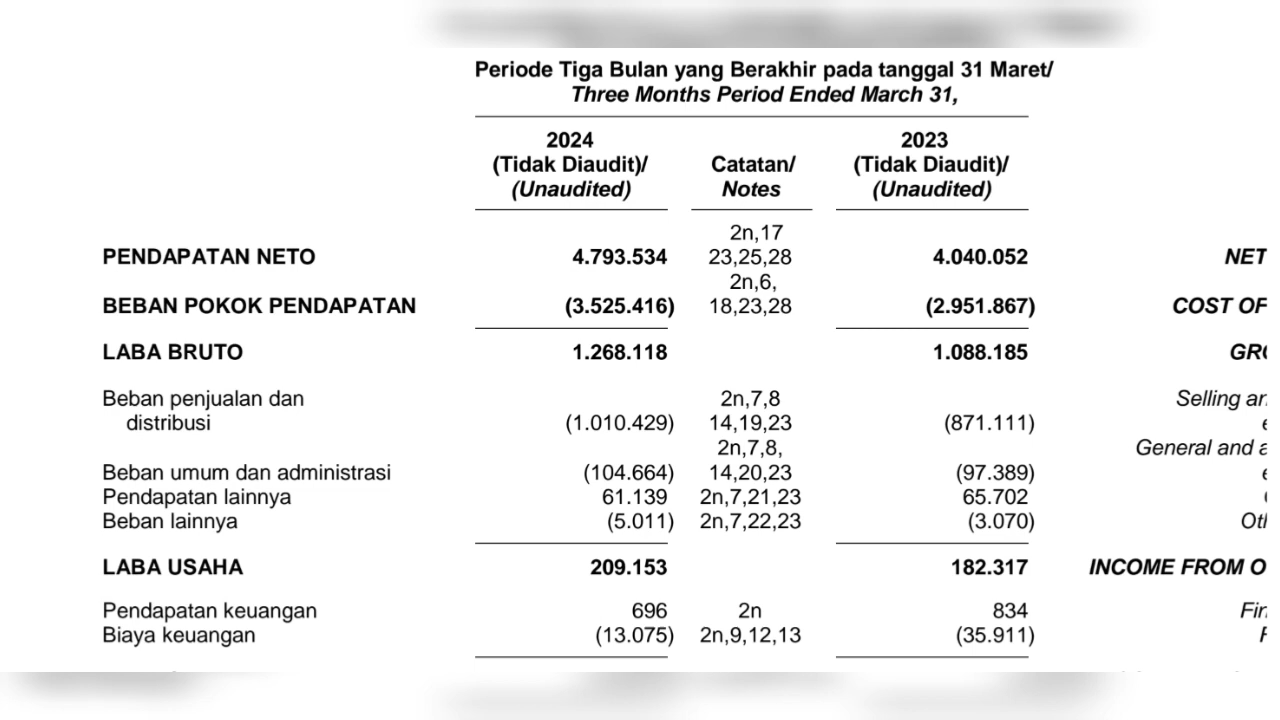 Periode Tiga Bulan yang Berakhir pada tanggal 31 Maret/
Three Months Period Ended March 31,
2024 2023
(Tidak Diaudit)/ Catatan/ (Tidak Diaudit)/
(Unaudited) Notes (Unaudited)
2n,17
PENDAPATAN NETO 4.793.534 23,25,28 4.040.052 NET
2n,6,
BEBAN POKOK PENDAPATAN (3.525.416) 18,23,28 (2.951.867) COST OF
LABA BRUTO 1.268.118 1.088.185
Beban penjualan dan 2n,7,8 Selling
distribusi (1.010.429) 14,19,23 (871.111)
2n,7,8, General and
Beban umum dan administrasi (104.664) 14,20,23 (97.389)
Pendapatan lainnya 61.139 2n,7,21,23 65.702
Beban lainnya (5.011) 2n,7,22,23 (3.070)
LABA USAHA 209.153 182.317 INCOME FROM
Pendapatan keuangan 696 2n 834
Biaya keuangan (13.075) 2n,9,12,13 (35.911)